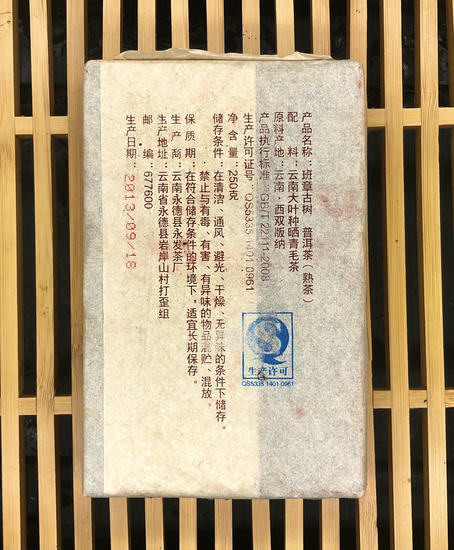 产品名称：班章古树　普洱茶（熟茶）
配　料：云南大叶种晒青毛茶
原料产地：云南·西双版纳
产品执行标准：GB/T 22111-2008
生产许可证号：QS5335 1401 0961
净含量：250克
储存条件：在清洁、通风、避光、干燥、无异味的条件下储存。
禁止与有毒、有害、有异味的物品混贮、混放。
保质期：在符合储存条件的环境下，适宜长期保存。
生产商：云南永德县永发茶厂
生产地址：云南省永德县岩岸山村打歪组
邮　编：677600
生产日期：2013/09/18
生产许可
QS5335 1401 0961